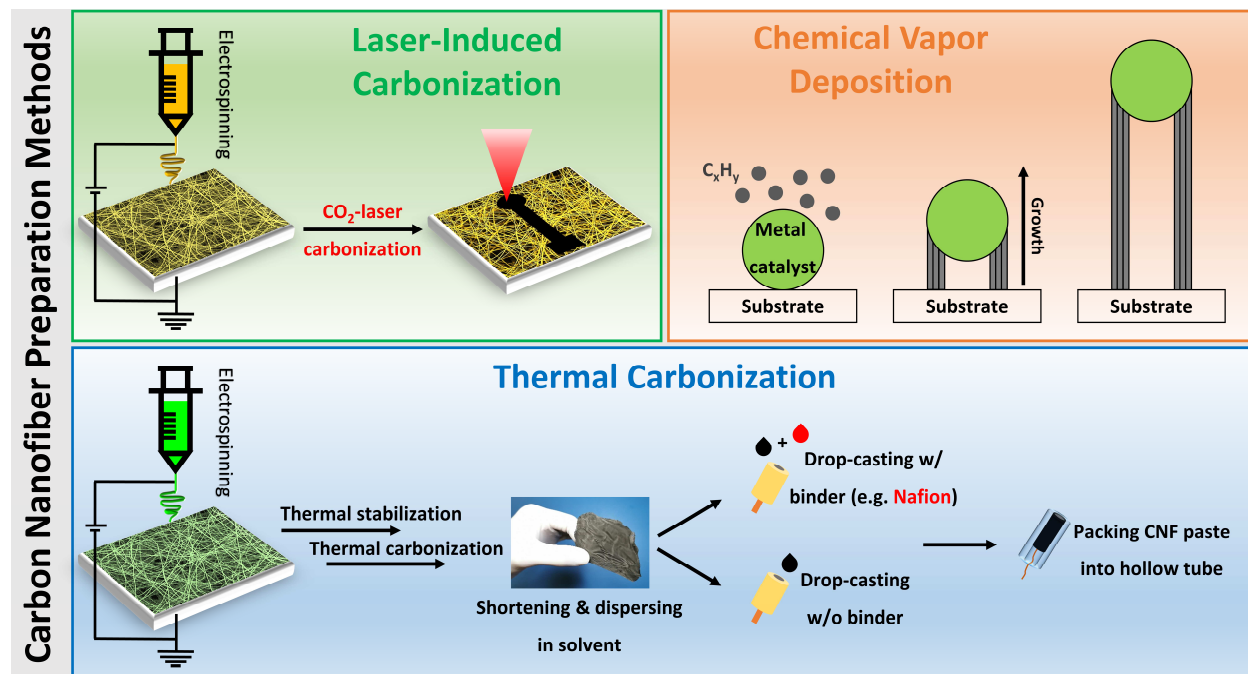 Carbon Nanofiber Preparation Methods
Electrospinning
Laser-Induced
Carbonization
CO₂-laser
carbonization
Chemical Vapor
Deposition
CₓHᵧ
Metal
catalyst
Growth
Substrate
Substrate
Substrate
Thermal Carbonization
Electrospinning
Thermal stabilization
Thermal carbonization
Shortening & dispersing
in solvent
+
Drop-casting w/
binder (e.g. Nafion)
Drop-casting
w/o binder
Packing CNF paste
into hollow tube